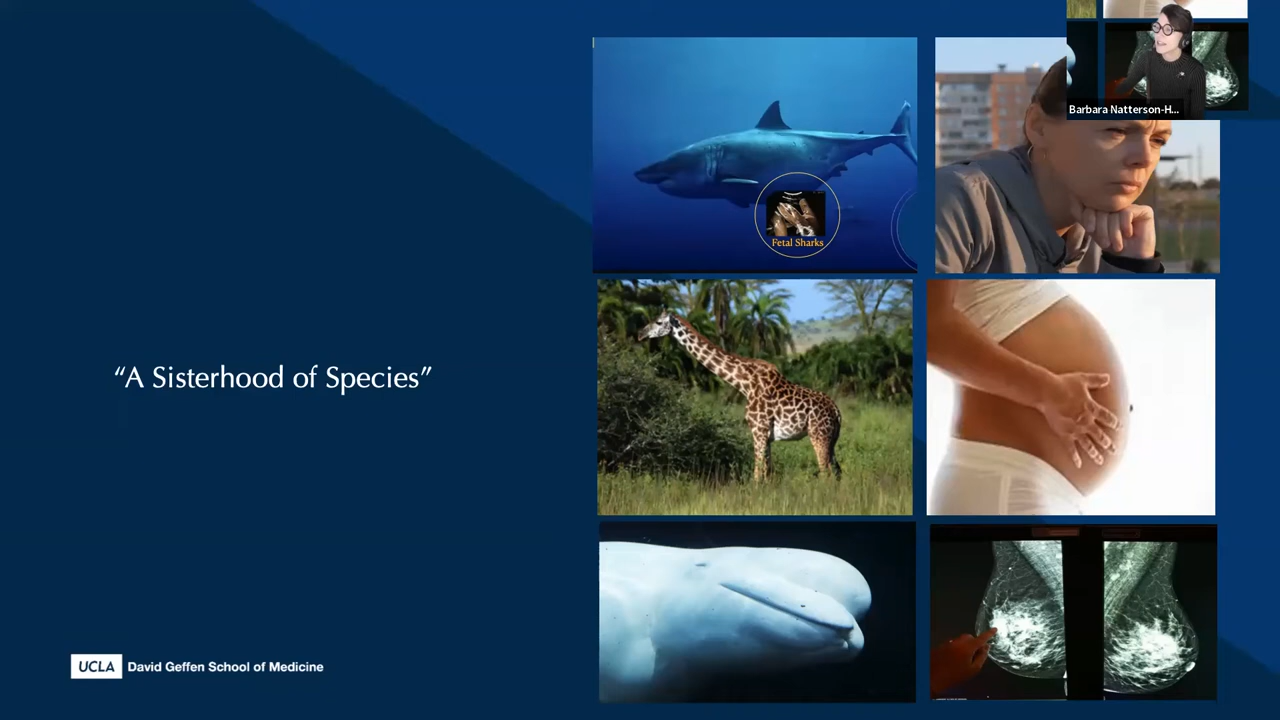 Barbara Natterson-H...
Fetal Sharks
“A Sisterhood of Species”
UCLA David Geffen School of Medicine